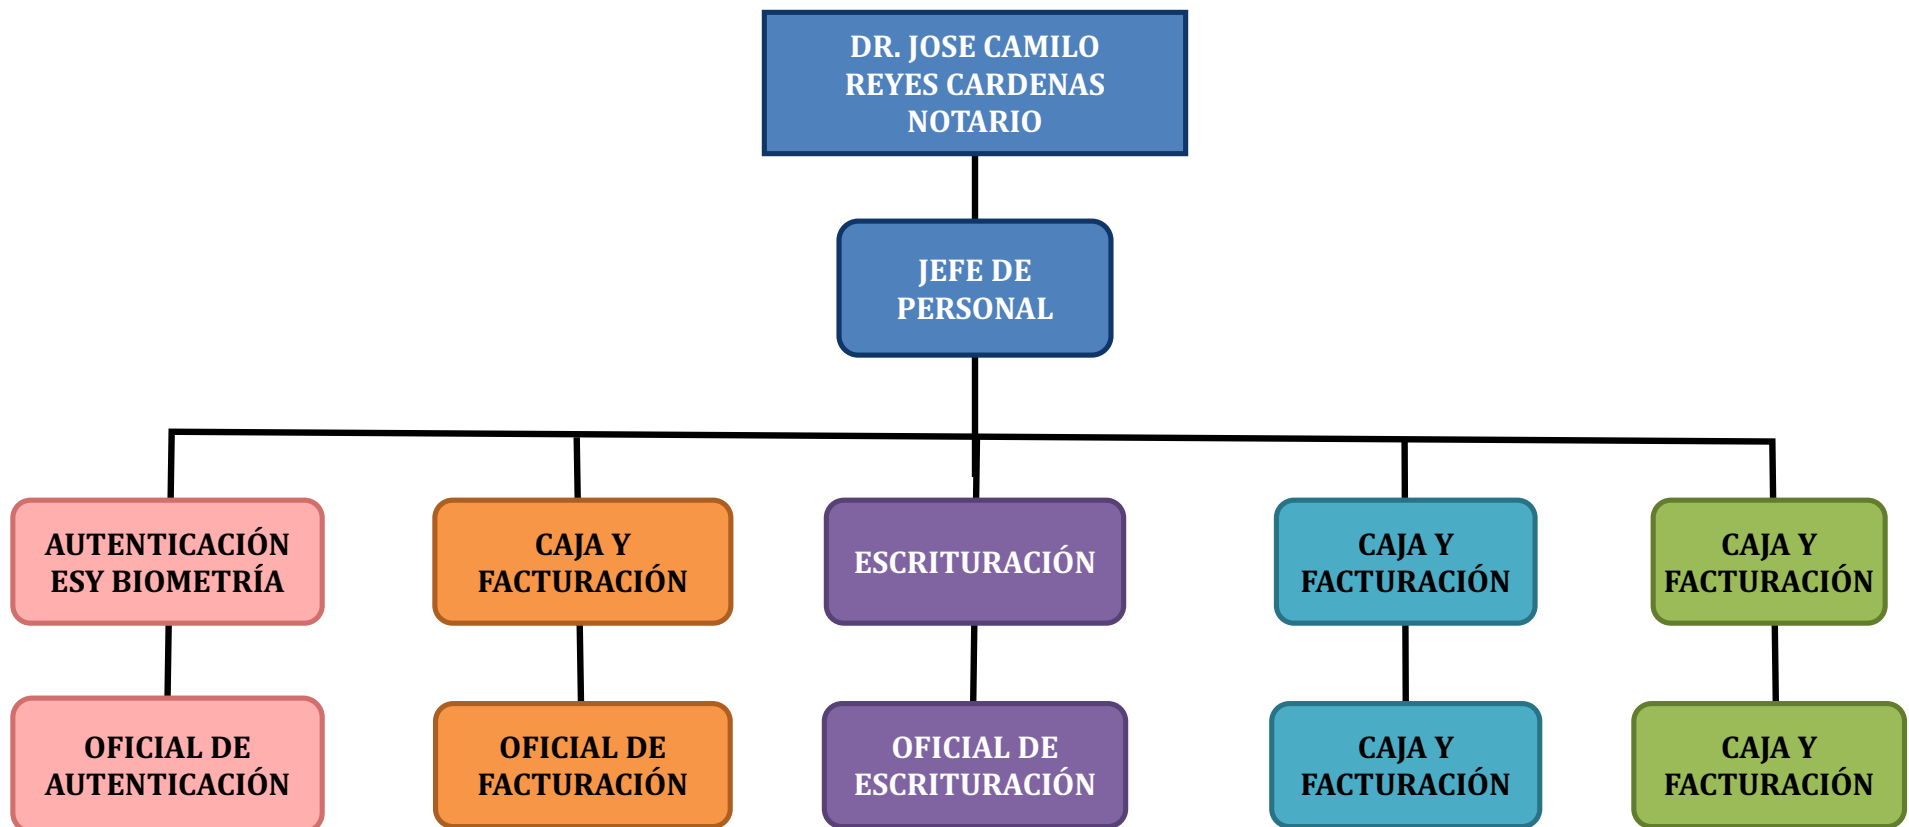 DR. JOSE CAMILO
REYES CARDENAS
NOTARIO
JEFE DE
PERSONAL
AUTENTICACIÓN
ESY BIOMETRÍA
CAJA Y
FACTURACIÓN
ESCRITURACIÓN
CAJA Y
FACTURACIÓN
CAJA Y
FACTURACIÓN
OFICIAL DE
AUTENTICACIÓN
OFICIAL DE
FACTURACIÓN
OFICIAL DE
ESCRITURACIÓN
CAJA Y
FACTURACIÓN
CAJA Y
FACTURACIÓN